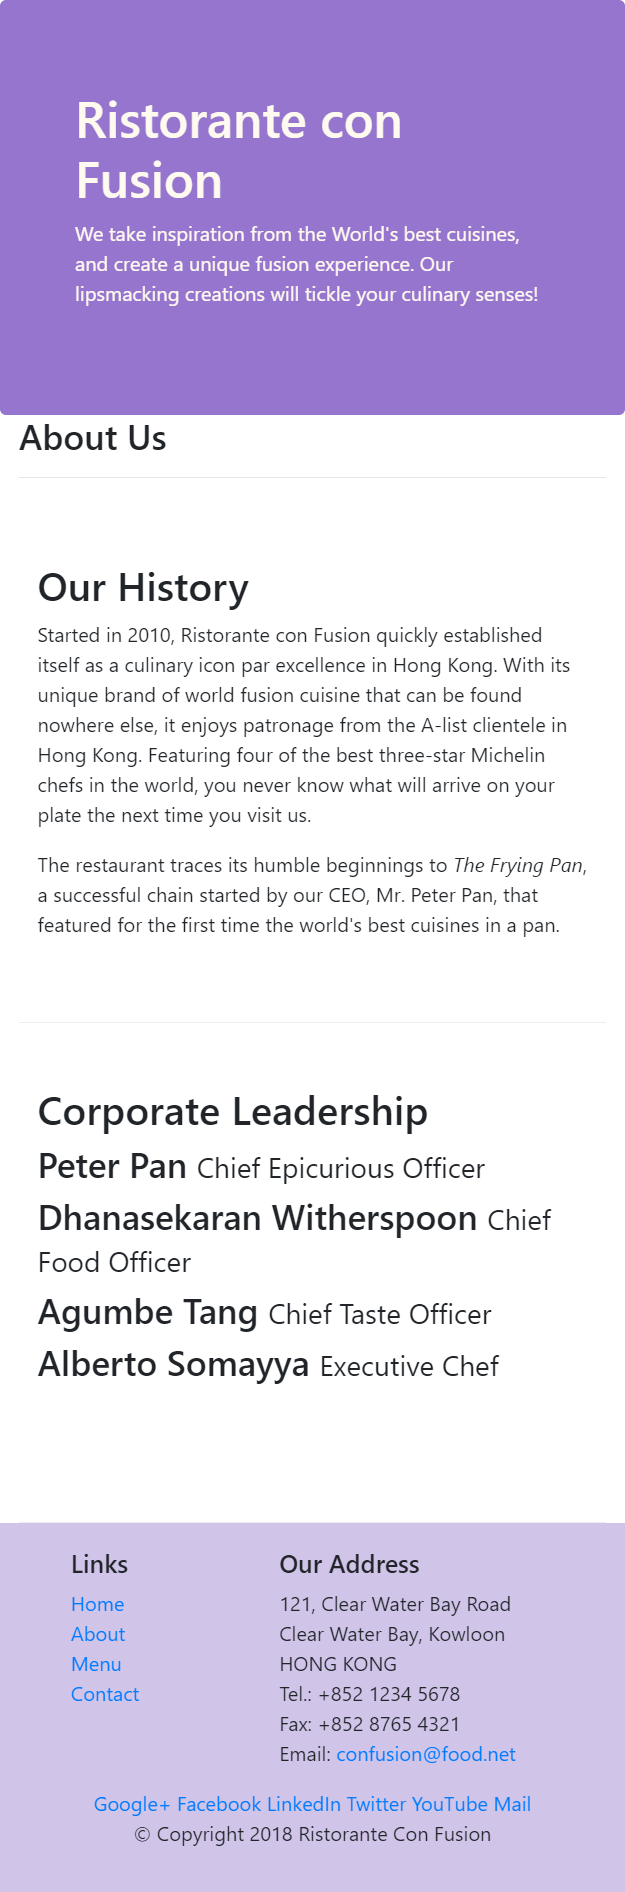 Ristorante con
Fusion
We take inspiration from the World's best cuisines,
and create a unique fusion experience. Our
lipsmacking creations will tickle your culinary senses!
About Us
Our History
Started in 2010, Ristorante con Fusion quickly established
itself as a culinary icon par excellence in Hong Kong. With its
unique brand of world fusion cuisine that can be found
nowhere else, it enjoys patronage from the A-list clientele in
Hong Kong. Featuring four of the best three-star Michelin
chefs in the world, you never know what will arrive on your
plate the next time you visit us.
The restaurant traces its humble beginnings to The Frying Pan,
a successful chain started by our CEO, Mr. Peter Pan, that
featured for the first time the world's best cuisines in a pan.
Corporate Leadership
Peter Pan Chief Epicurious Officer
Dhanasekaran Witherspoon Chief
Food Officer
Agumbe Tang Chief Taste Officer
Alberto Somayya Executive Chef
Links
Home
About
Menu
Contact
Our Address
121, Clear Water Bay Road
Clear Water Bay, Kowloon
HONG KONG
Tel.: +852 1234 5678
Fax: +852 8765 4321
Email: confusion@food.net
Google+ Facebook LinkedIn Twitter YouTube Mail
© Copyright 2018 Ristorante Con Fusion